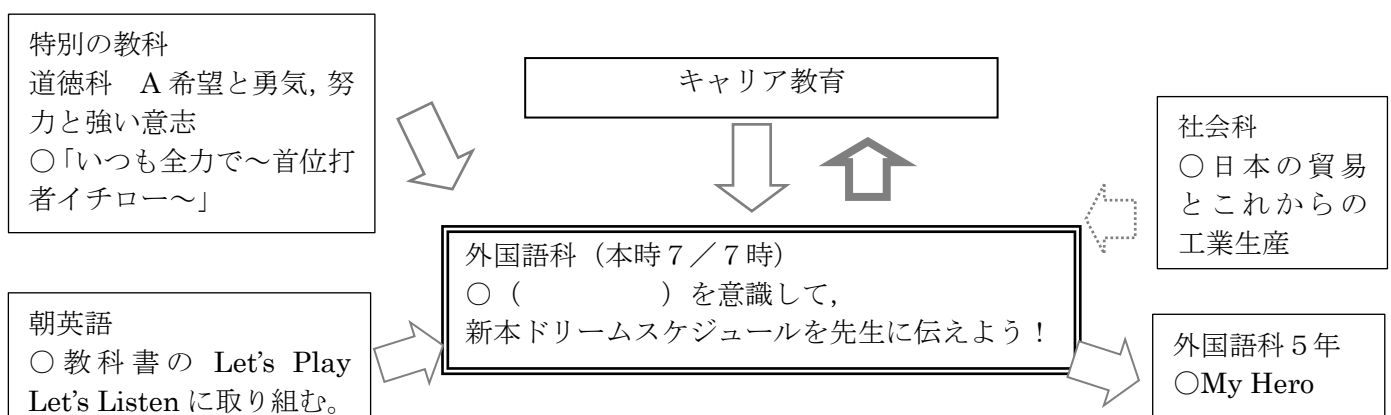 特別の教科
道徳科　A 希望と勇気，努
力と強い意志
○「いつも全力で～首位打
者イチロー～」
キャリア教育
社会科
○日本の貿易
とこれからの
工業生産
外国語科（本時７／７時）
○（　　　　　）を意識して，
新本ドリームスケジュールを先生に伝えよう！
朝英語
○教科書の Let's Play
Let's Listen に取り組む。
外国語科５年
○My Hero